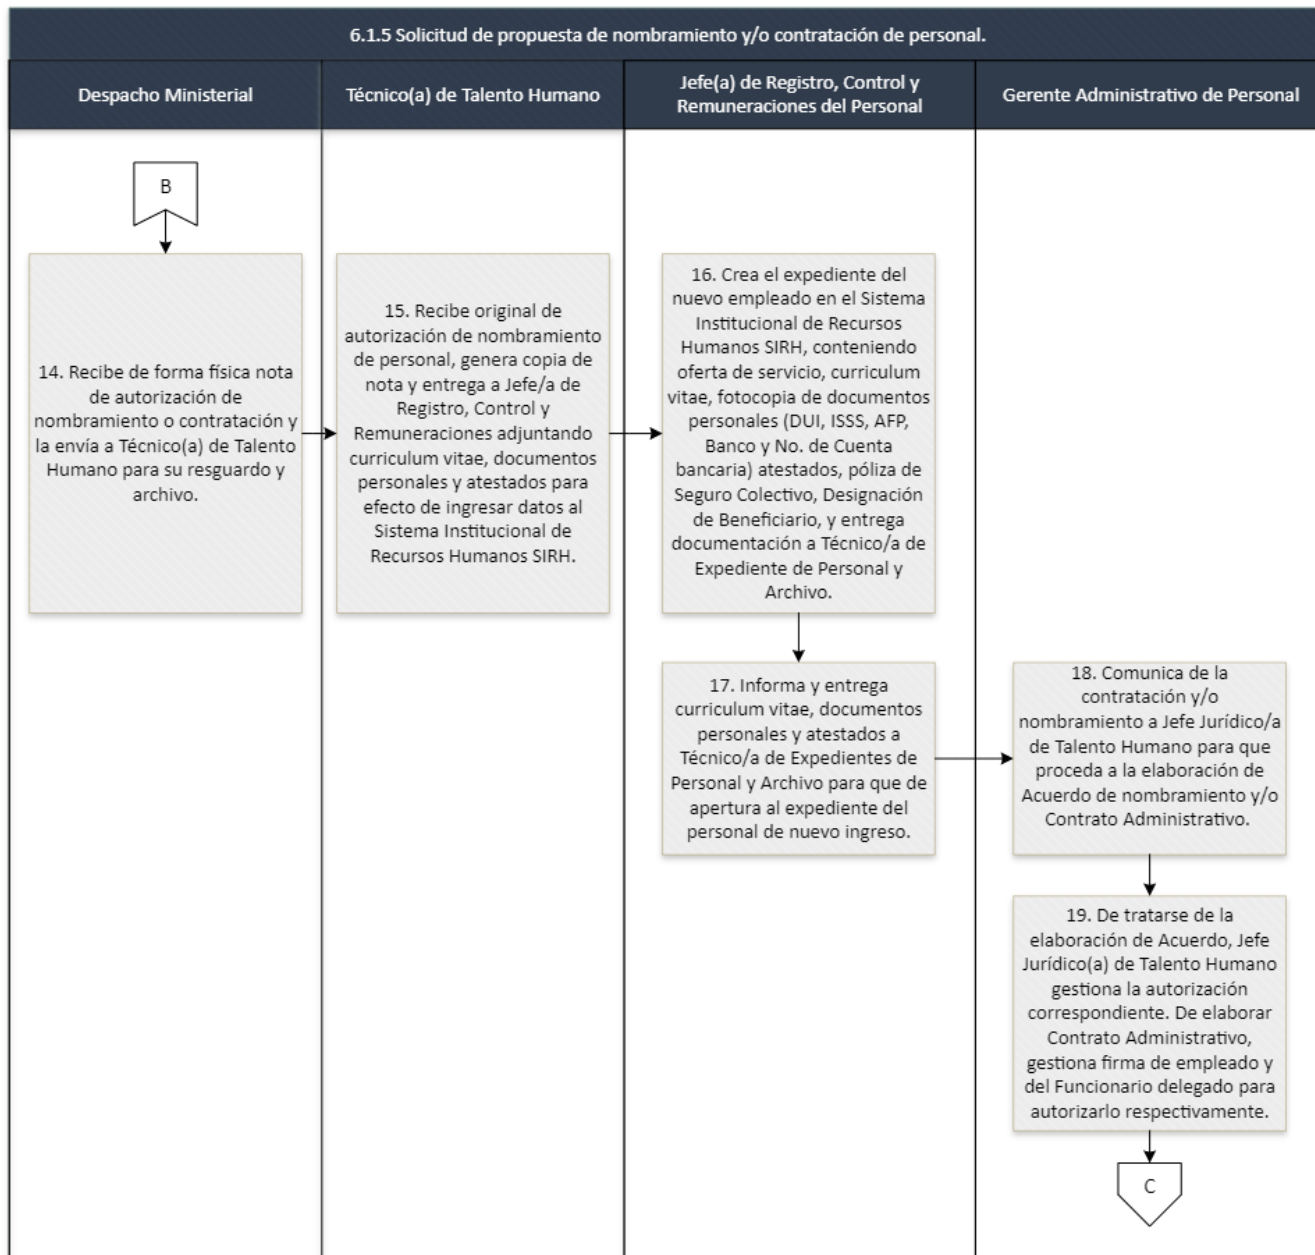 6.1.5 Solicitud de propuesta de nombramiento y/o contratación de personal.
Despacho Ministerial
Técnico(a) de Talento Humano
Jefe(a) de Registro, Control y
Remuneraciones del Personal
Gerente Administrativo de Personal
B
14. Recibe de forma física nota
de autorización de
nombramiento o contratación y
la envía a Técnico(a) de Talento
Humano para su resguardo y
archivo.
15. Recibe original de
autorización de nombramiento
de personal, genera copia de
nota y entrega a Jefe/a de
Registro, Control y
Remuneraciones adjuntando
curriculum vitae, documentos
personales y atestados para
efecto de ingresar datos al
Sistema Institucional de
Recursos Humanos SIRH.
16. Crea el expediente del
nuevo empleado en el Sistema
Institucional de Recursos
Humanos SIRH, conteniendo
oferta de servicio, curriculum
vitae, fotocopia de documentos
personales (DUI, ISSS, AFP,
Banco y No. de Cuenta
bancaria) atestados, póliza de
Seguro Colectivo, Designación
de Beneficiario, y entrega
documentación a Técnico/a de
Expediente de Personal y
Archivo.
17. Informa y entrega
curriculum vitae, documentos
personales y atestados a
Técnico/a de Expedientes de
Personal y Archivo para que de
apertura al expediente del
personal de nuevo ingreso.
18. Comunica de la
contratación y/o
nombramiento a Jefe Jurídico/a
de Talento Humano para que
proceda a la elaboración de
Acuerdo de nombramiento y/o
Contrato Administrativo.
19. De tratarse de la
elaboración de Acuerdo, Jefe
Jurídico(a) de Talento Humano
gestiona la autorización
correspondiente. De elaborar
Contrato Administrativo,
gestiona firma de empleado y
del Funcionario delegado para
autorizarlo respectivamente.
C